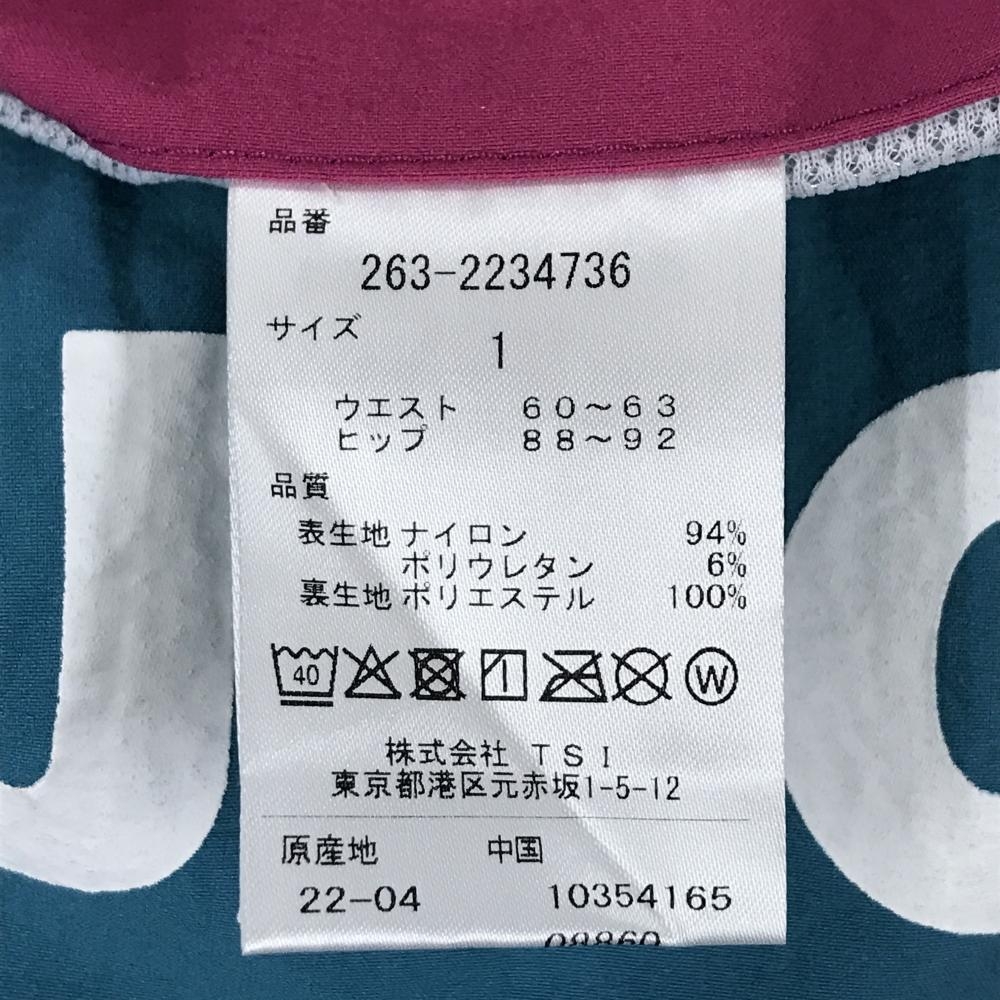 品番
263-2234736
サイズ
1
ウエスト 60～63
ヒップ 88～92
品質
表生地 ナイロン 94%
ポリウレタン 6%
裏生地 ポリエステル 100%
40 W
株式会社 TSI
東京都港区元赤坂1-5-12
原産地 中国
22-04 10354165